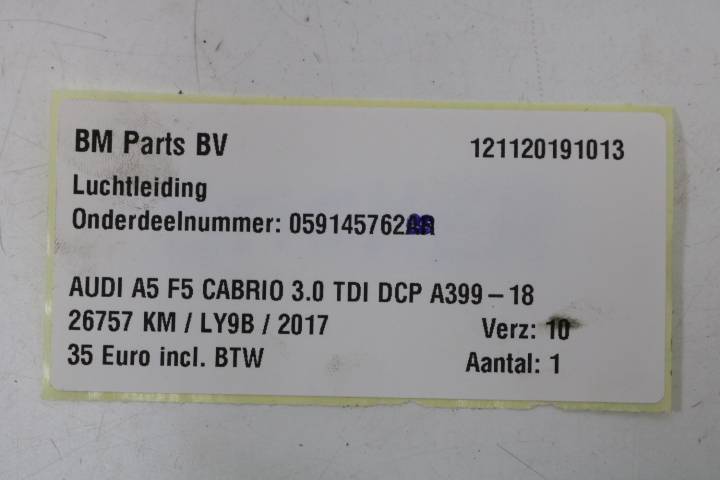 BM Parts BV 121120191013
Luchtleiding
Onderdeelnummer: 059145762
AUDI A5 F5 CABRIO 3.0 TDI DCP A399 – 18
26757 KM / LY9B / 2017 Verz: 10
35 Euro incl. BTW Aantal: 1